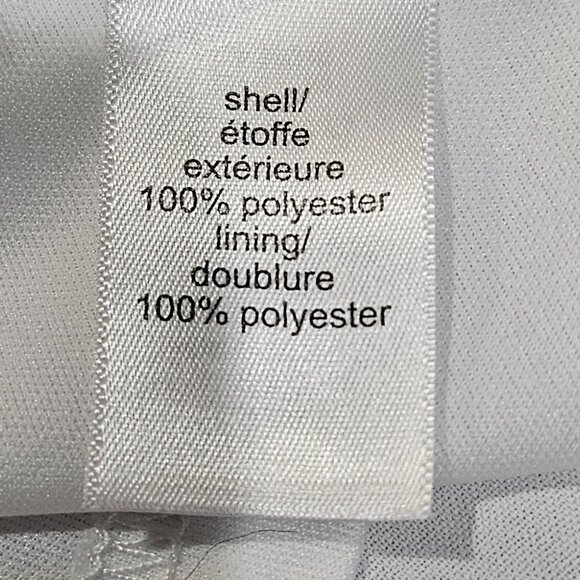 shell/
étoffe
extérieure
100% polyester
lining/
doublure
100% polyester